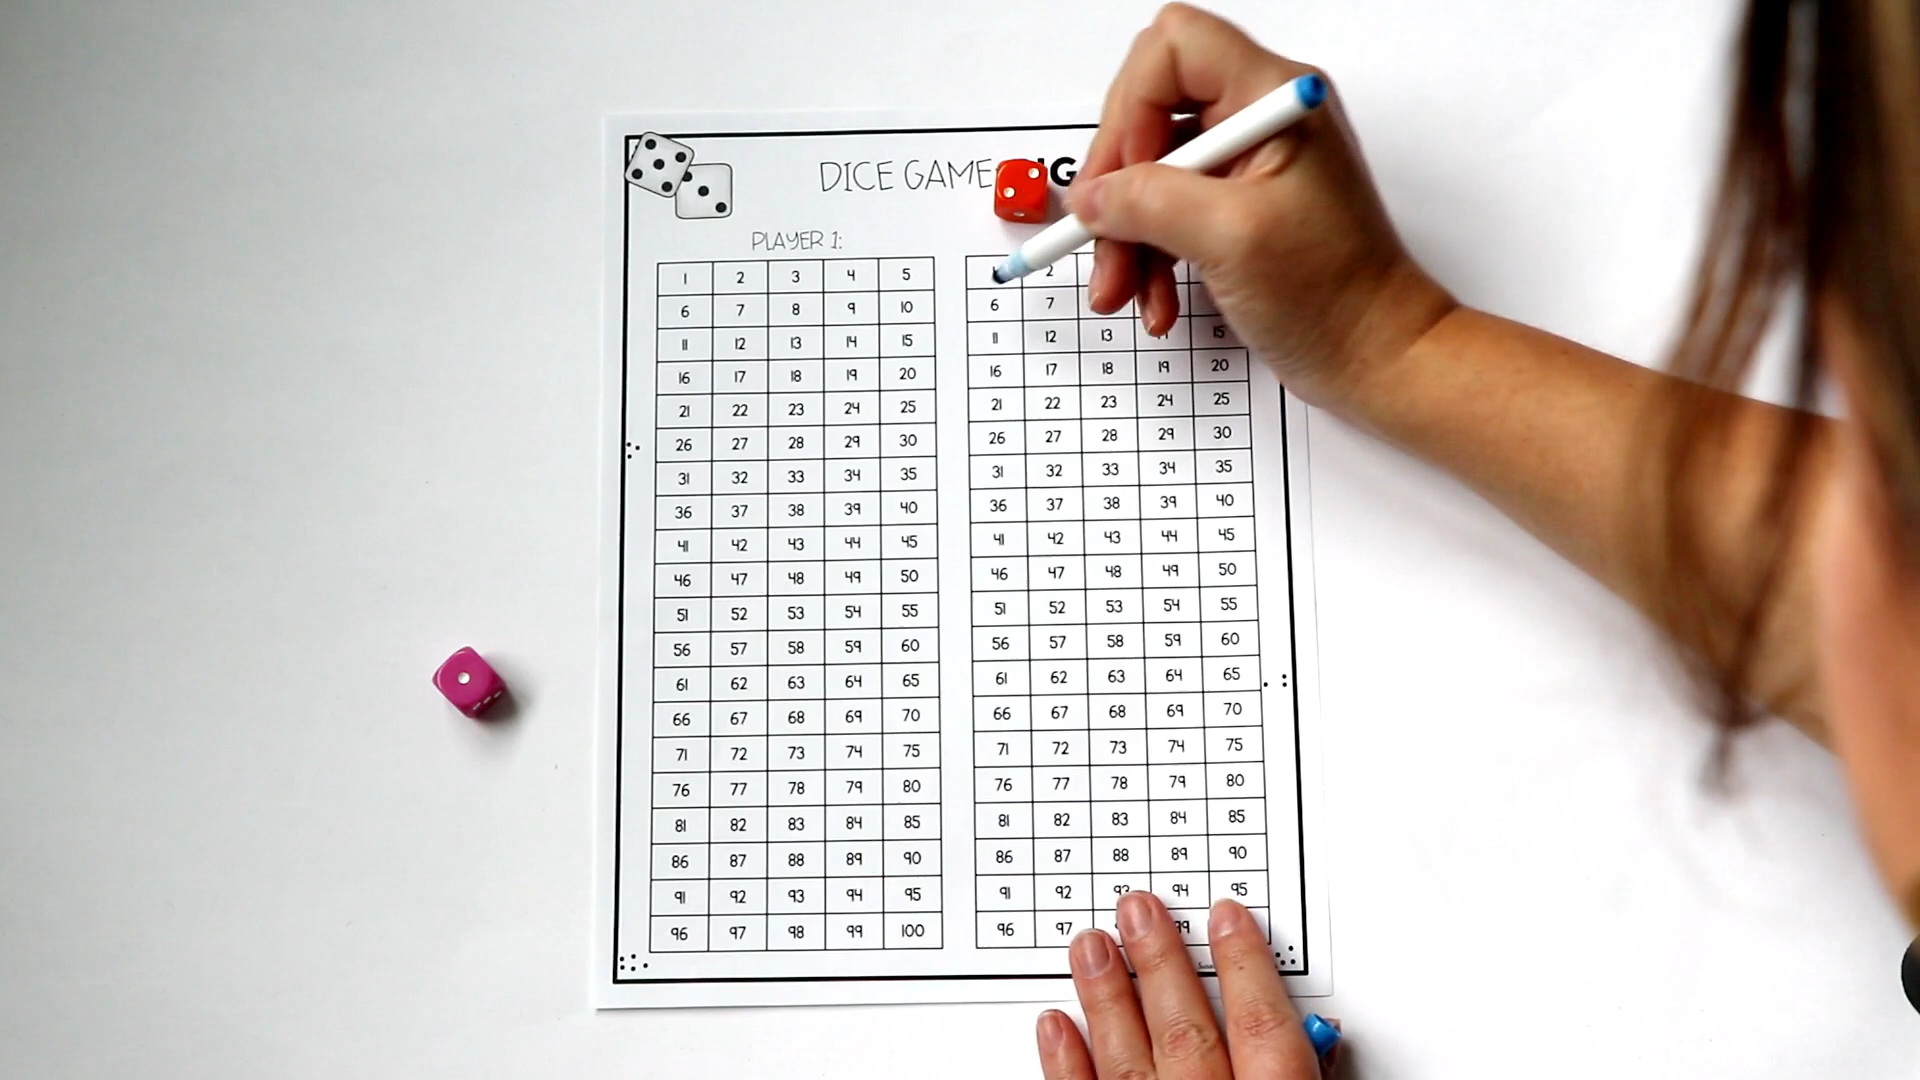 DICE GAME
PLAYER 1:
1 2 3 4 5
6 7 8 9 10
11 12 13 14 15
16 17 18 19 20
21 22 23 24 25
26 27 28 29 30
31 32 33 34 35
36 37 38 39 40
41 42 43 44 45
46 47 48 49 50
51 52 53 54 55
56 57 58 59 60
61 62 63 64 65
66 67 68 69 70
71 72 73 74 75
76 77 78 79 80
81 82 83 84 85
86 87 88 89 90
91 92 93 94 95
96 97 98 99 100
2
6 7
11 12 13 15
16 17 18 19 20
21 22 23 24 25
26 27 28 29 30
31 32 33 34 35
36 37 38 39 40
41 42 43 44 45
46 47 48 49 50
51 52 53 54 55
56 57 58 59 60
61 62 63 64 65
66 67 68 69 70
71 72 73 74 75
76 77 78 79 80
81 82 83 84 85
86 87 88 89 90
91 92 93 94 95
96 97 99